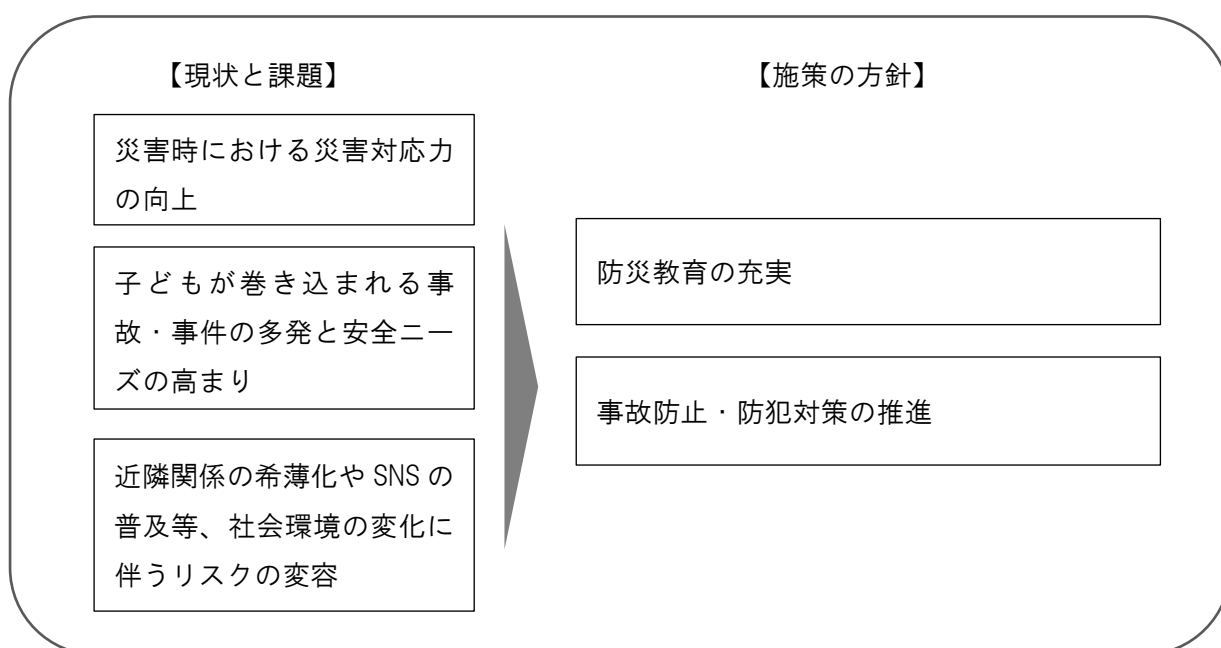 【現状と課題】
災害時における災害対応力
の向上
子どもが巻き込まれる事
故・事件の多発と安全ニー
ズの高まり
近隣関係の希薄化や SNS の
普及等、社会環境の変化に
伴うリスクの変容
【施策の方針】
防災教育の充実
事故防止・防犯対策の推進